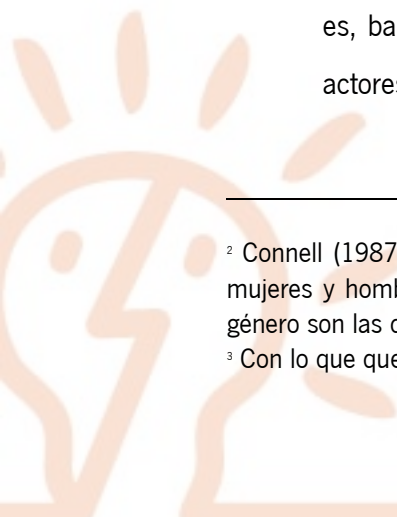 es, ba
actores
² Connell (1987
mujeres y homb
género son las
³ Con lo que que